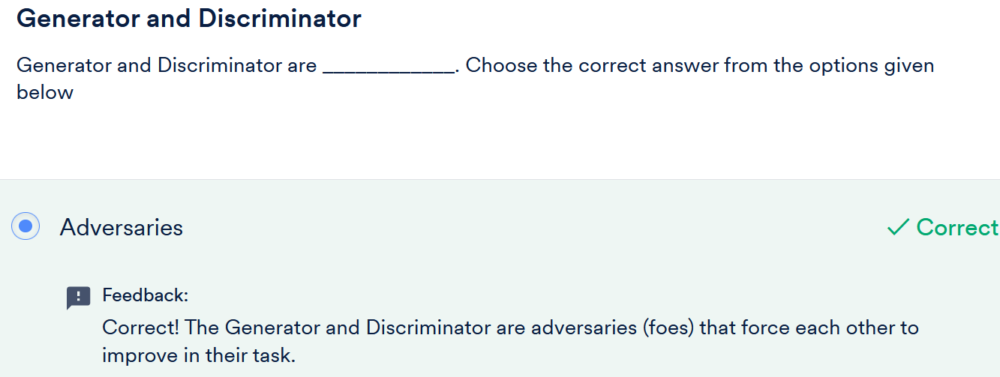 Generator and Discriminator
Generator and Discriminator are ____________. Choose the correct answer from the options given
below
Adversaries
Correct
Feedback:
Correct! The Generator and Discriminator are adversaries (foes) that force each other to
improve in their task.